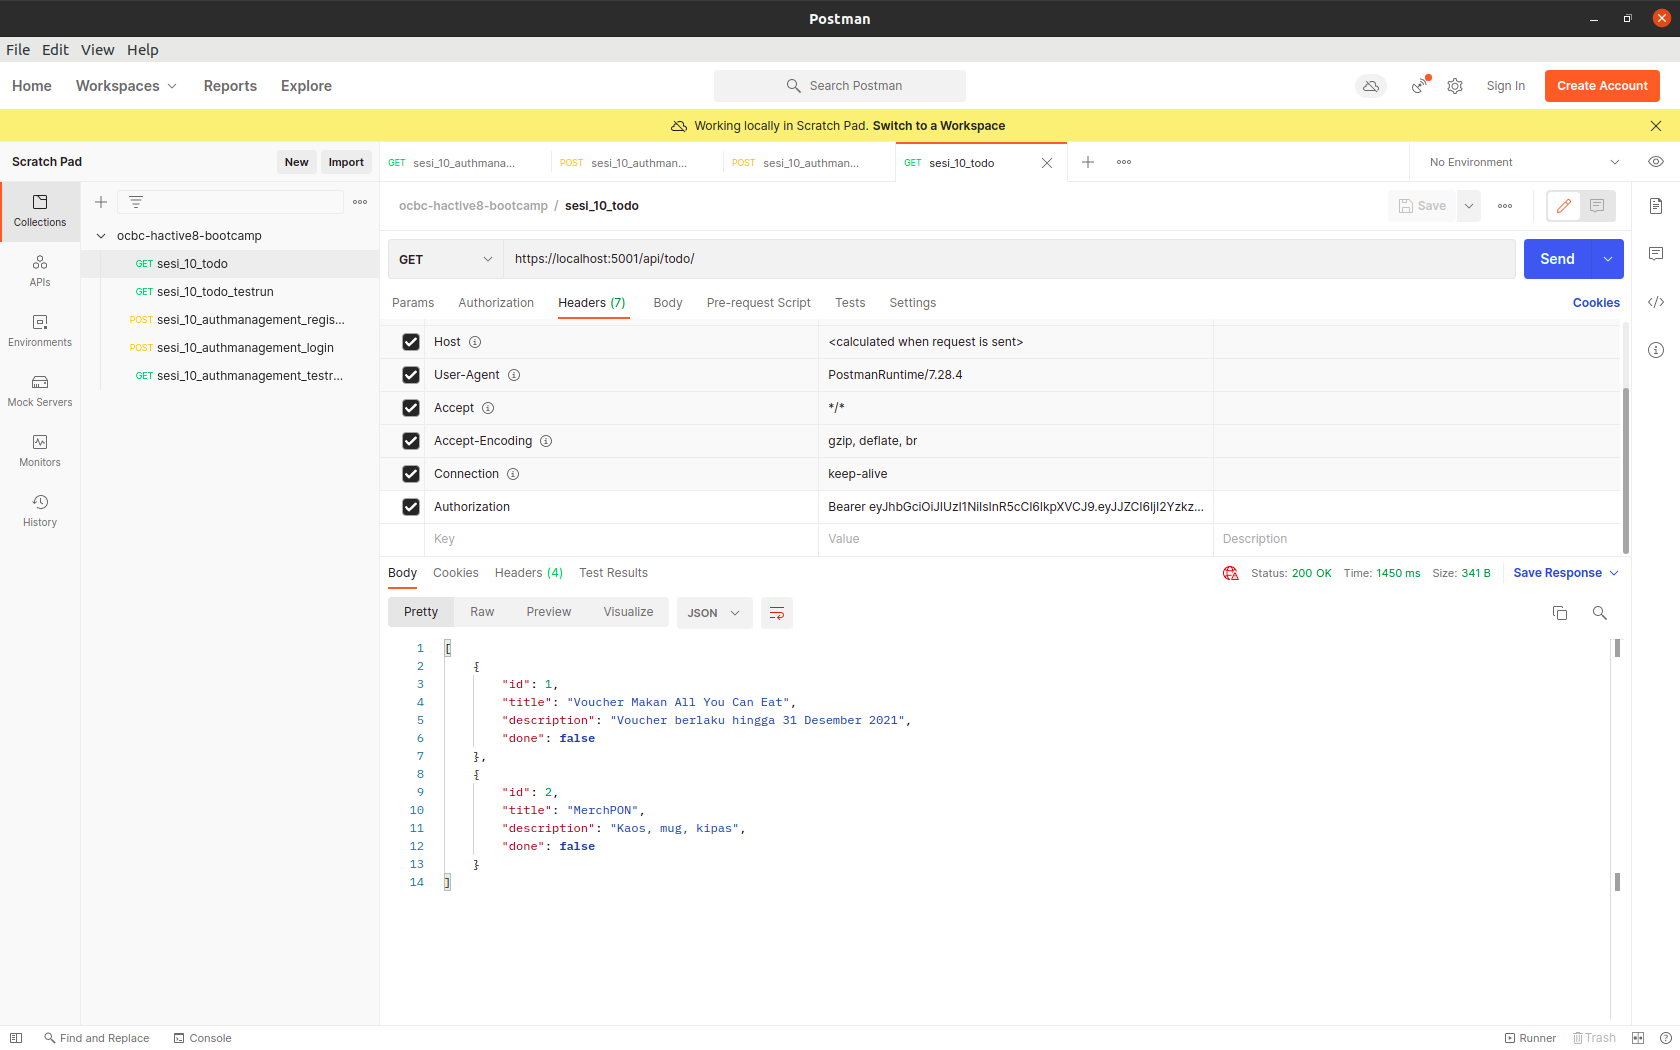 Postman
File Edit View Help
Home Workspaces Reports Explore Search Postman Sign In Create Account
Working locally in Scratch Pad. Switch to a Workspace
Scratch Pad New Import
GET sesi_10_authmana... POST sesi_10_authman... POST sesi_10_authman... GET sesi_10_todo No Environment
Collections
APIs
Environments
Mock Servers
Monitors
History
ocbc-hactive8-bootcamp
GET sesi_10_todo
GET sesi_10_todo_testrun
POST sesi_10_authmanagement_regis...
POST sesi_10_authmanagement_login
GET sesi_10_authmanagement_testr...
ocbc-hactive8-bootcamp / sesi_10_todo Save
GET https://localhost:5001/api/todo/ Send
Params Authorization Headers (7) Body Pre-request Script Tests Settings Cookies
Host <calculated when request is sent>
User-Agent PostmanRuntime/7.28.4
Accept */*
Accept-Encoding gzip, deflate, br
Connection keep-alive
Authorization Bearer eyJhbGciOiJIUzI1NiIsInR5cCI6IkpXVCJ9.eyJJZCI6IjI2Yzkz...
Key Value Description
Body Cookies Headers (4) Test Results Status: 200 OK Time: 1450 ms Size: 341 B Save Response
Pretty Raw Preview Visualize JSON
1 [
2 {
3 "id": 1,
4 "title": "Voucher Makan All You Can Eat",
5 "description": "Voucher berlaku hingga 31 Desember 2021",
6 "done": false
7 },
8 {
9 "id": 2,
10 "title": "MerchPON",
11 "description": "Kaos, mug, kipas",
12 "done": false
13 }
14 ]
Find and Replace Console Runner Trash